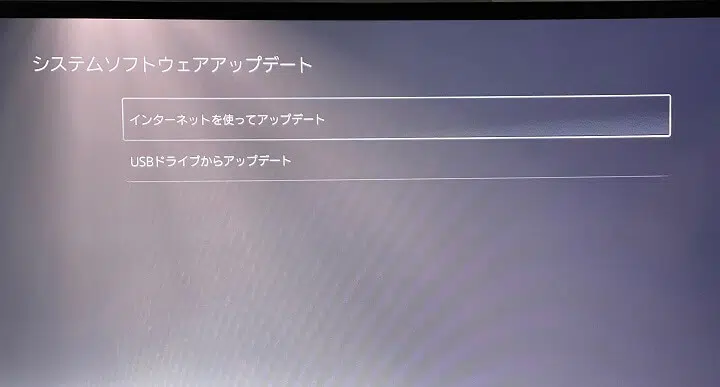 システムソフトウェアアップデート
インターネットを使ってアップデート
USBドライブからアップデート